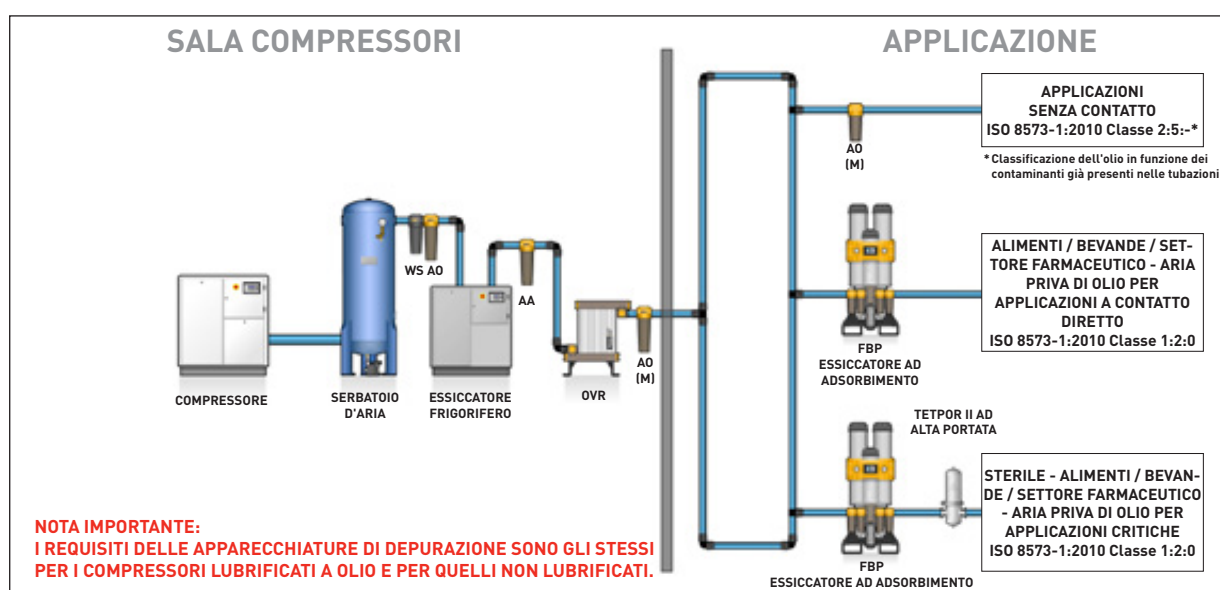 SALA COMPRESSORI
APPLICAZIONE
APPLICAZIONI
SENZA CONTATTO
ISO 8573-1:2010 Classe 2:5:-*
* Classificazione dell'olio in funzione dei
contaminanti già presenti nelle tubazioni
AO
(M)
WS AO
AA
ALIMENTI / BEVANDE / SET-
TORE FARMACEUTICO - ARIA
PRIVA DI OLIO PER
APPLICAZIONI A CONTATTO
DIRETTO
ISO 8573-1:2010 Classe 1:2:0
FBP
ESSICCATORE AD
ADSORBIMENTO
COMPRESSORE
SERBATOIO
D'ARIA
ESSICCATORE
FRIGORIFERO
OVR
AO
(M)
TETPOR II AD
ALTA PORTATA
STERILE - ALIMENTI / BEVAN-
DE / SETTORE FARMACEUTICO
- ARIA PRIVA DI OLIO PER
APPLICAZIONI CRITICHE
ISO 8573-1:2010 Classe 1:2:0
FBP
ESSICCATORE AD ADSORBIMENTO
NOTA IMPORTANTE:
I REQUISITI DELLE APPARECCHIATURE DI DEPURAZIONE SONO GLI STESSI
PER I COMPRESSORI LUBRIFICATI A OLIO E PER QUELLI NON LUBRIFICATI.